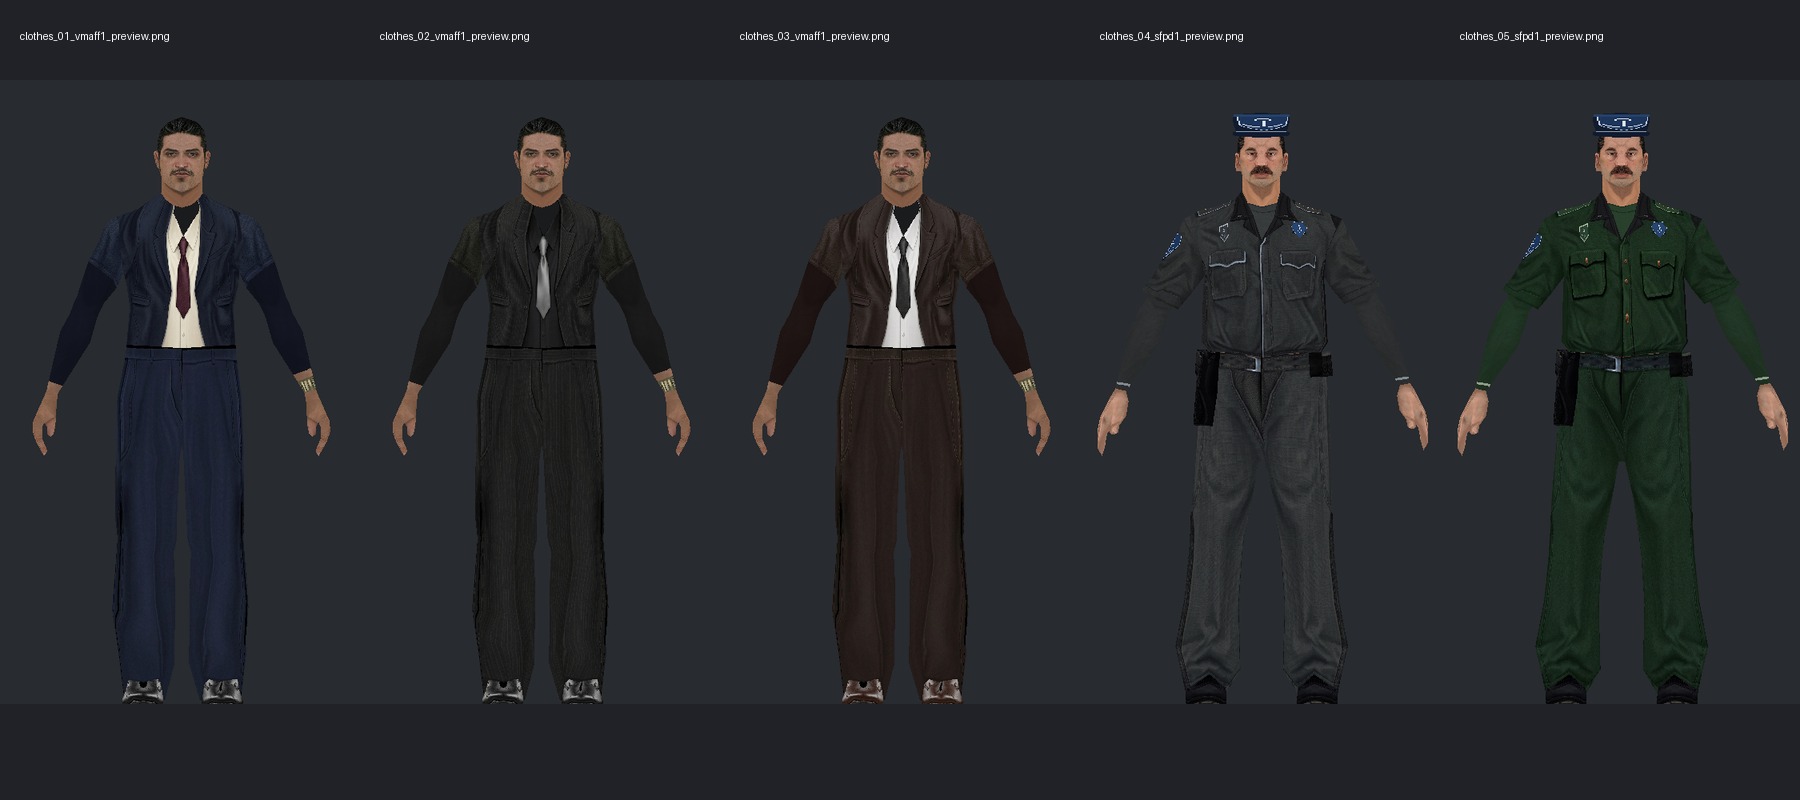 clothes_01_vmaff1_preview.png
clothes_02_vmaff1_preview.png
clothes_03_vmaff1_preview.png
clothes_04_sfpd1_preview.png
clothes_05_sfpd1_preview.png